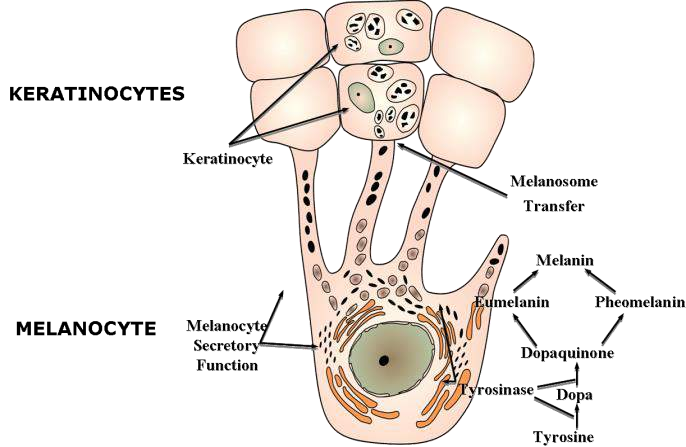 KERATINOCYTES
Keratinocyte
Melanosome
Transfer
Melanin
Eumelanin
Pheomelanin
MELANOCYTE
Melanocyte
Secretory
Function
Dopaquinone
Tyrosinase
Dopa
Tyrosine